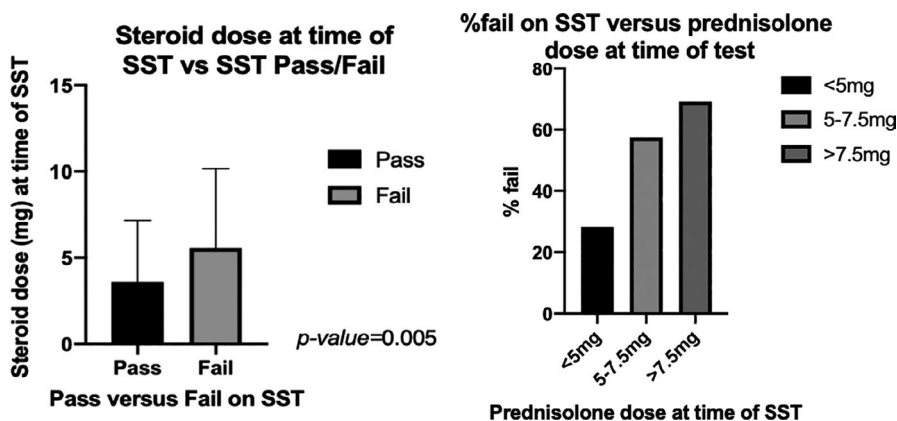 Steroid dose at time of
SST vs SST Pass/Fail
Steroid dose (mg) at time of SST
15
10
5
0
Pass
Fail
Pass
Fail
p-value=0.005
Pass versus Fail on SST
%fail on SST versus prednisolone
dose at time of test
% fail
80
60
40
20
0
<5mg
5-7.5mg
>7.5mg
<5mg
5-7.5mg
>7.5mg
Prednisolone dose at time of SST